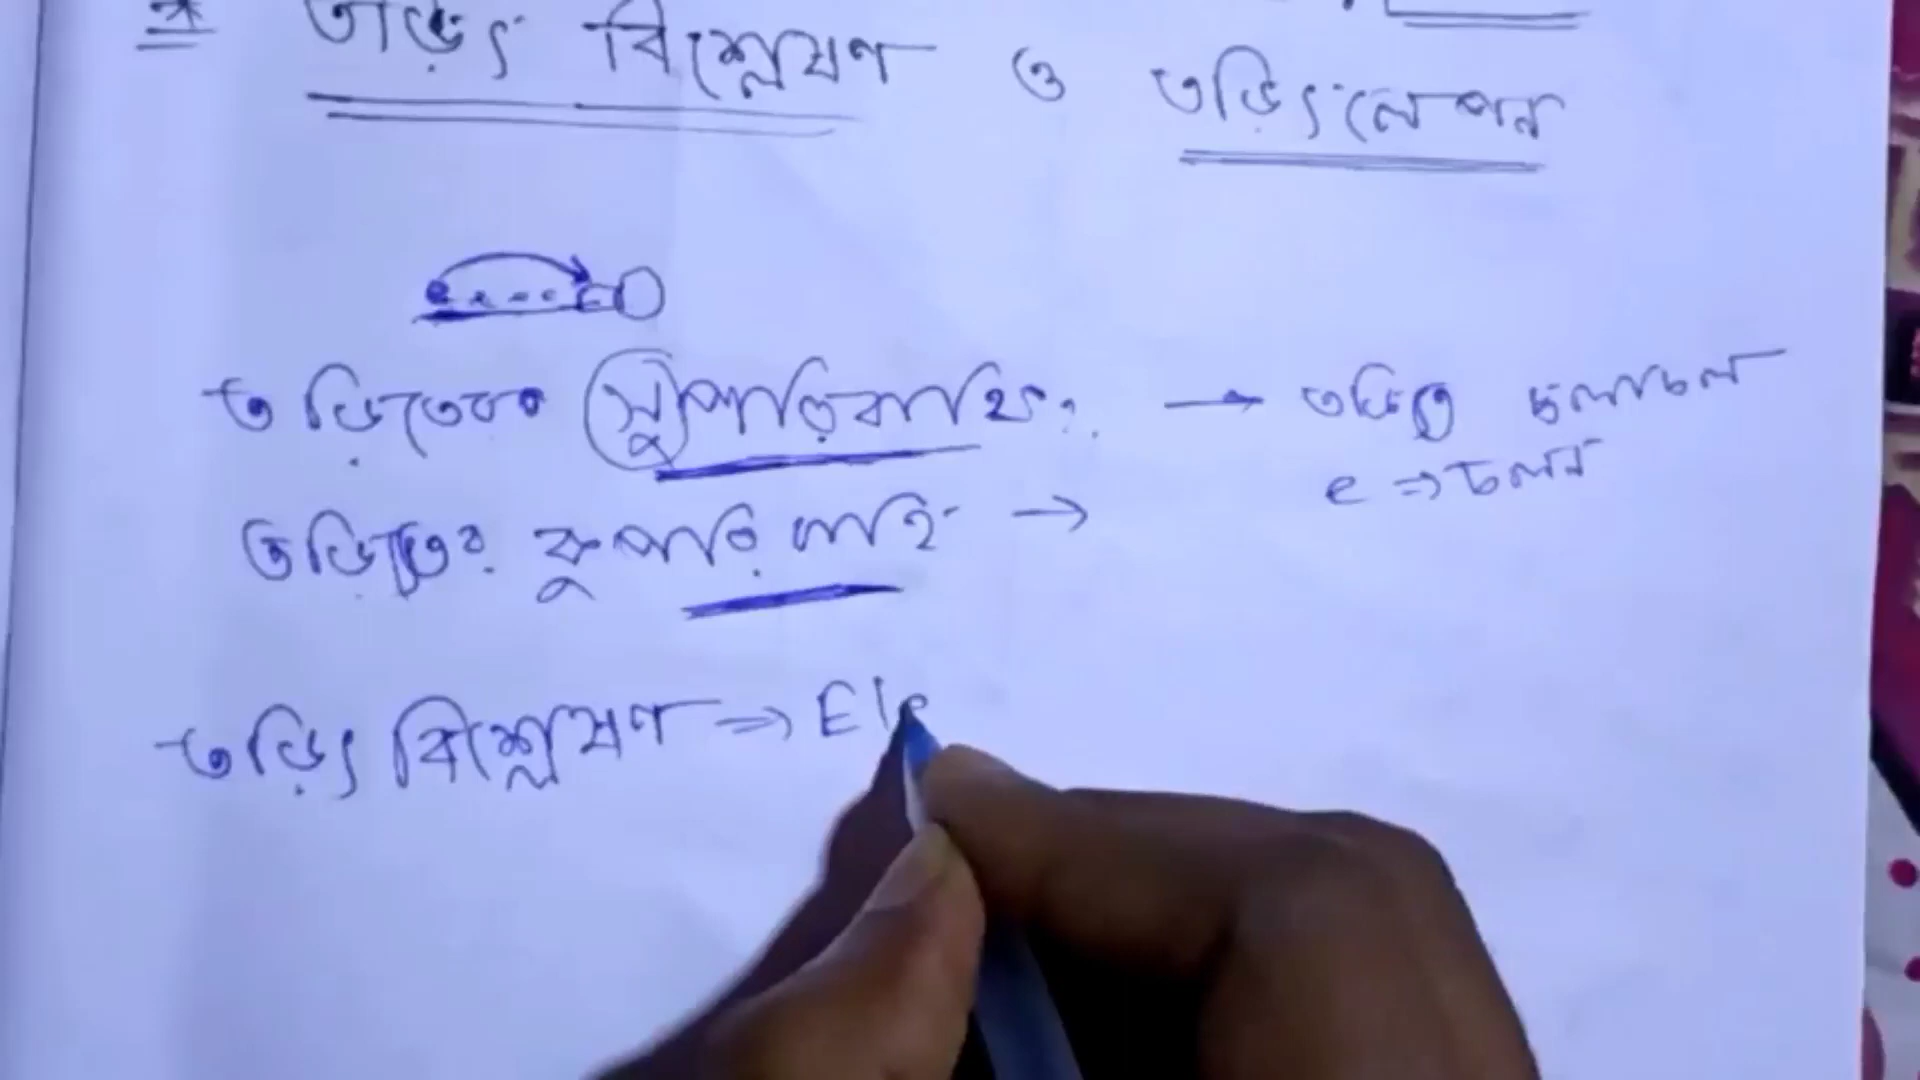 * তড়িৎ বিশ্লেষণ ও তড়িৎলেপন
e
তড়িতের সুপরিবাহি → তড়িত চলাচল
e ⇒ চলন
তড়িতের কুপরিবাহি →
তড়িৎ বিশ্লেষণ ⇒ Ele